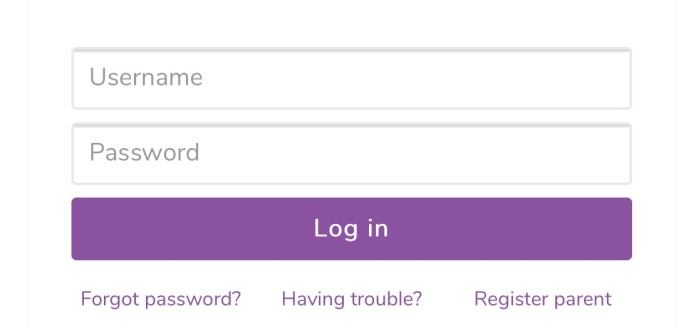 Username
Password
Log in
Forgot password? Having trouble? Register parent